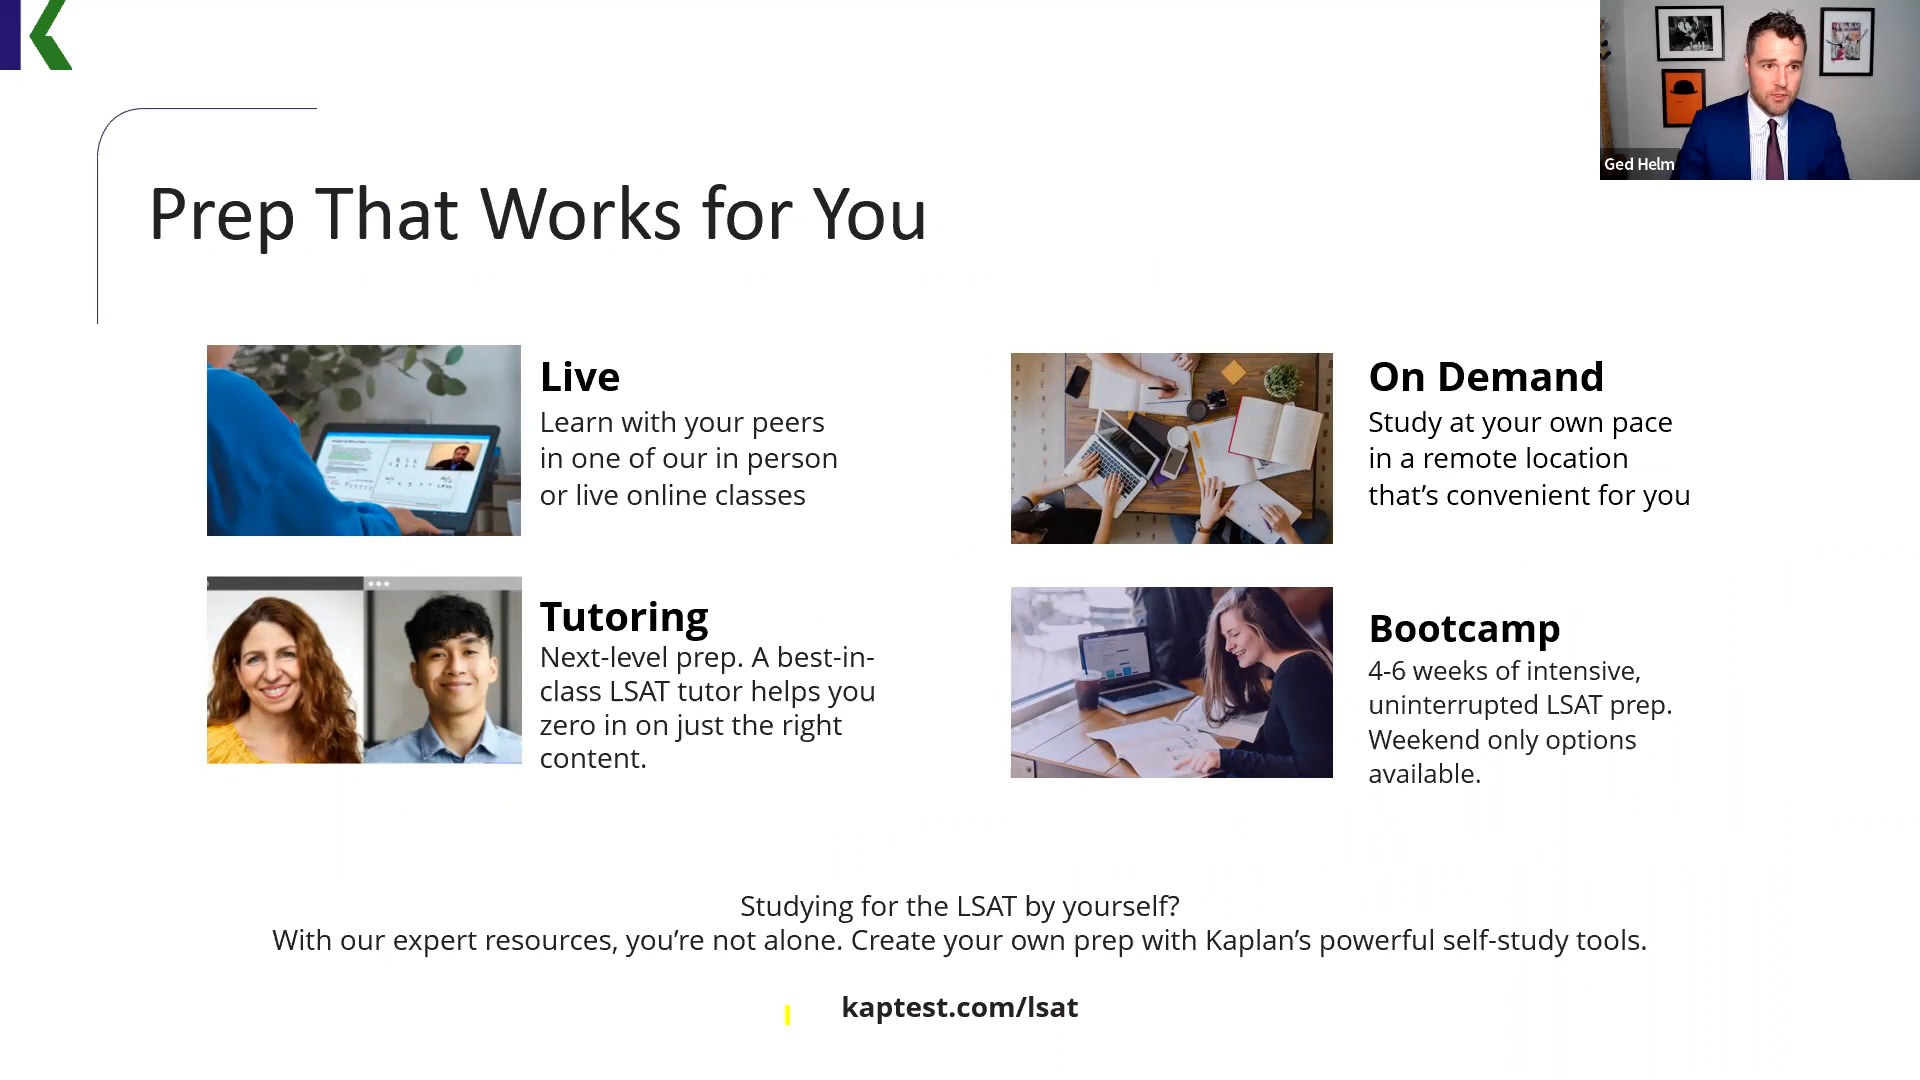 Ged Helm
Prep That Works for You
Live
Learn with your peers
in one of our in person
or live online classes
On Demand
Study at your own pace
in a remote location
that’s convenient for you
Tutoring
Next-level prep. A best-in-
class LSAT tutor helps you
zero in on just the right
content.
Bootcamp
4-6 weeks of intensive,
uninterrupted LSAT prep.
Weekend only options
available.
Studying for the LSAT by yourself?
With our expert resources, you’re not alone. Create your own prep with Kaplan’s powerful self-study tools.
kaptest.com/lsat